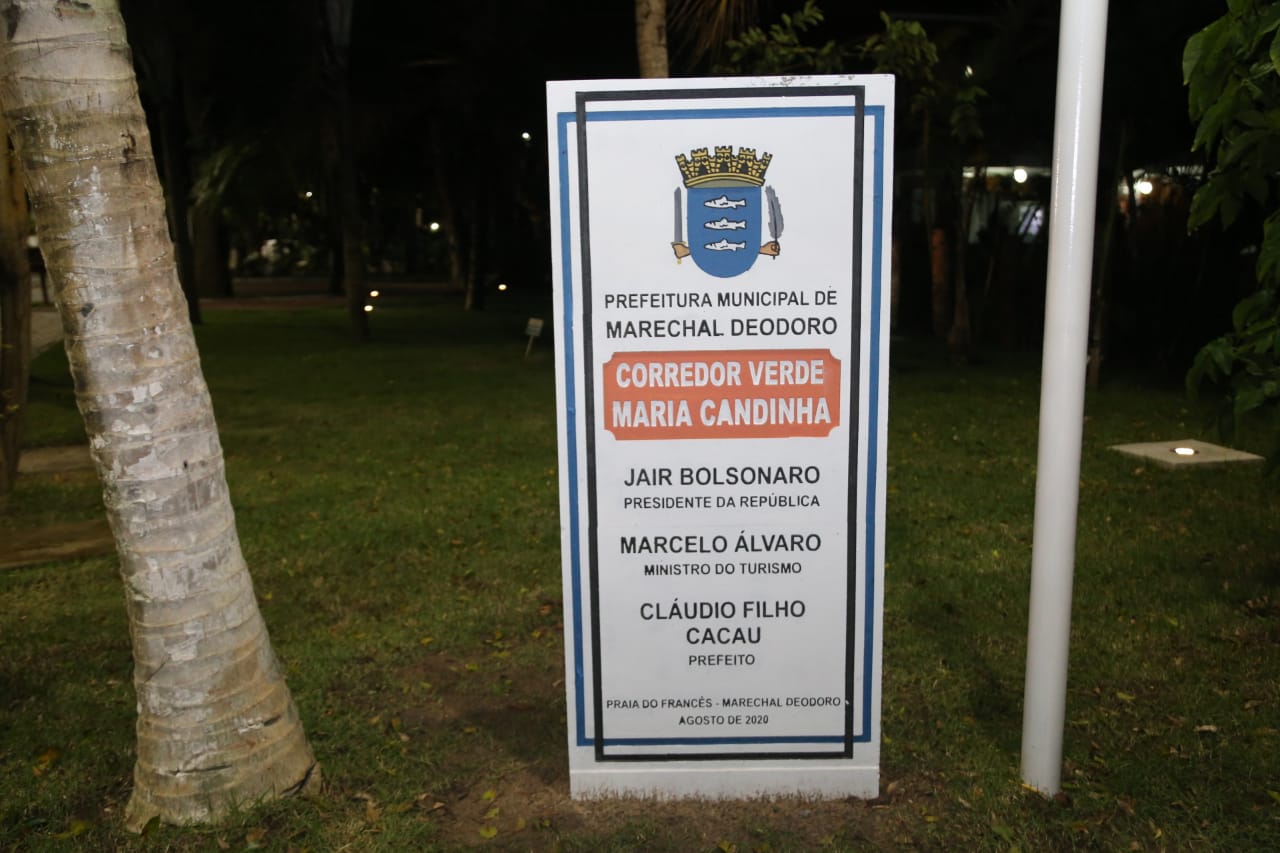 PREFEITURA MUNICIPAL DE
MARECHAL DEODORO
CORREDOR VERDE
MARIA CANDINHA
JAIR BOLSONARO
PRESIDENTE DA REPÚBLICA
MARCELO ÁLVARO
MINISTRO DO TURISMO
CLÁUDIO FILHO
CACAU
PREFEITO
PRAIA DO FRANCÊS - MARECHAL DEODORO
AGOSTO DE 2020